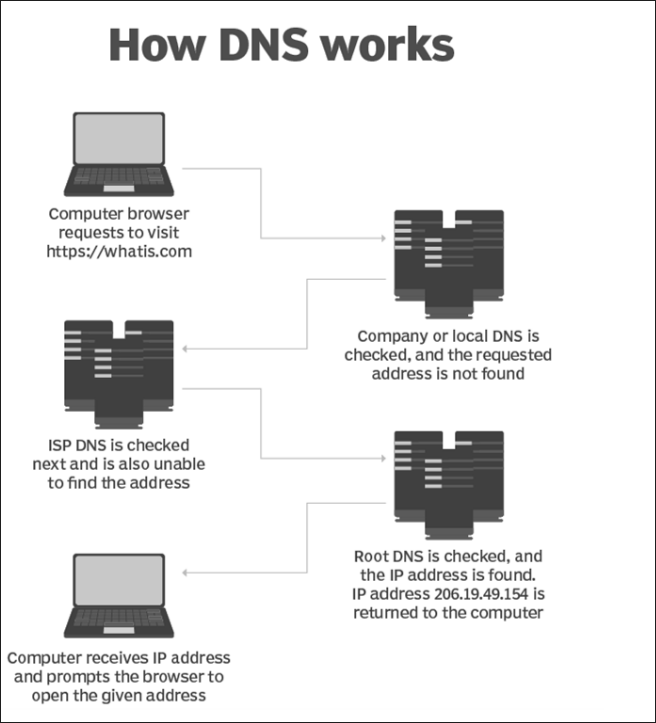 How DNS works
Computer browser
requests to visit
https://whatis.com
Company or local DNS is
checked, and the requested
address is not found
ISP DNS is checked
next and is also unable
to find the address
Root DNS is checked, and
the IP address is found.
IP address 206.19.49.154 is
returned to the computer
Computer receives IP address
and prompts the browser to
open the given address